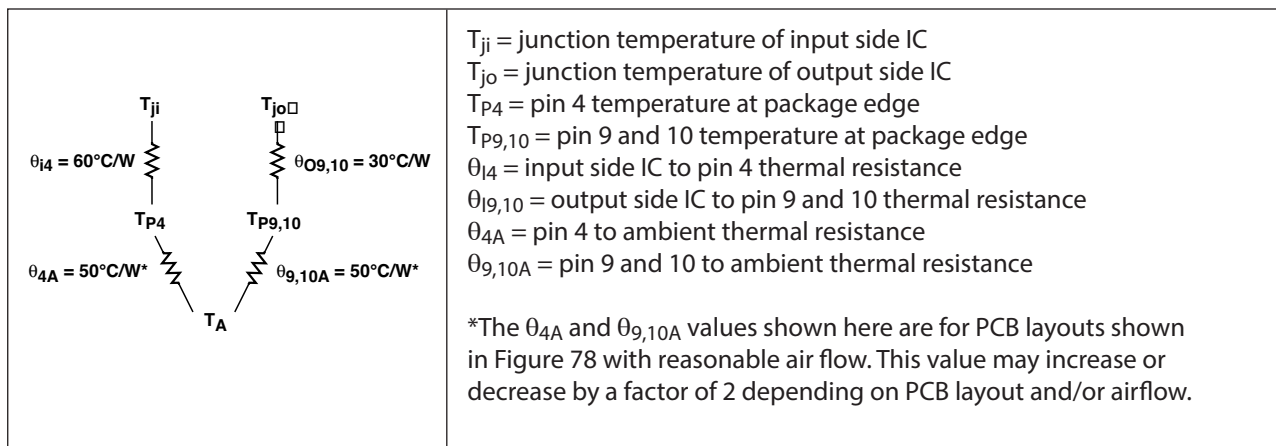 Tji
Tjo□
□
θi4 = 60°C/W
θO9,10 = 30°C/W
TP4
TP9,10
θ4A = 50°C/W*
θ9,10A = 50°C/W*
TA
Tji = junction temperature of input side IC
Tjo = junction temperature of output side IC
TP4 = pin 4 temperature at package edge
TP9,10 = pin 9 and 10 temperature at package edge
θI4 = input side IC to pin 4 thermal resistance
θI9,10 = output side IC to pin 9 and 10 thermal resistance
θ4A = pin 4 to ambient thermal resistance
θ9,10A = pin 9 and 10 to ambient thermal resistance
*The θ4A and θ9,10A values shown here are for PCB layouts shown
in Figure 78 with reasonable air flow. This value may increase or
decrease by a factor of 2 depending on PCB layout and/or airflow.